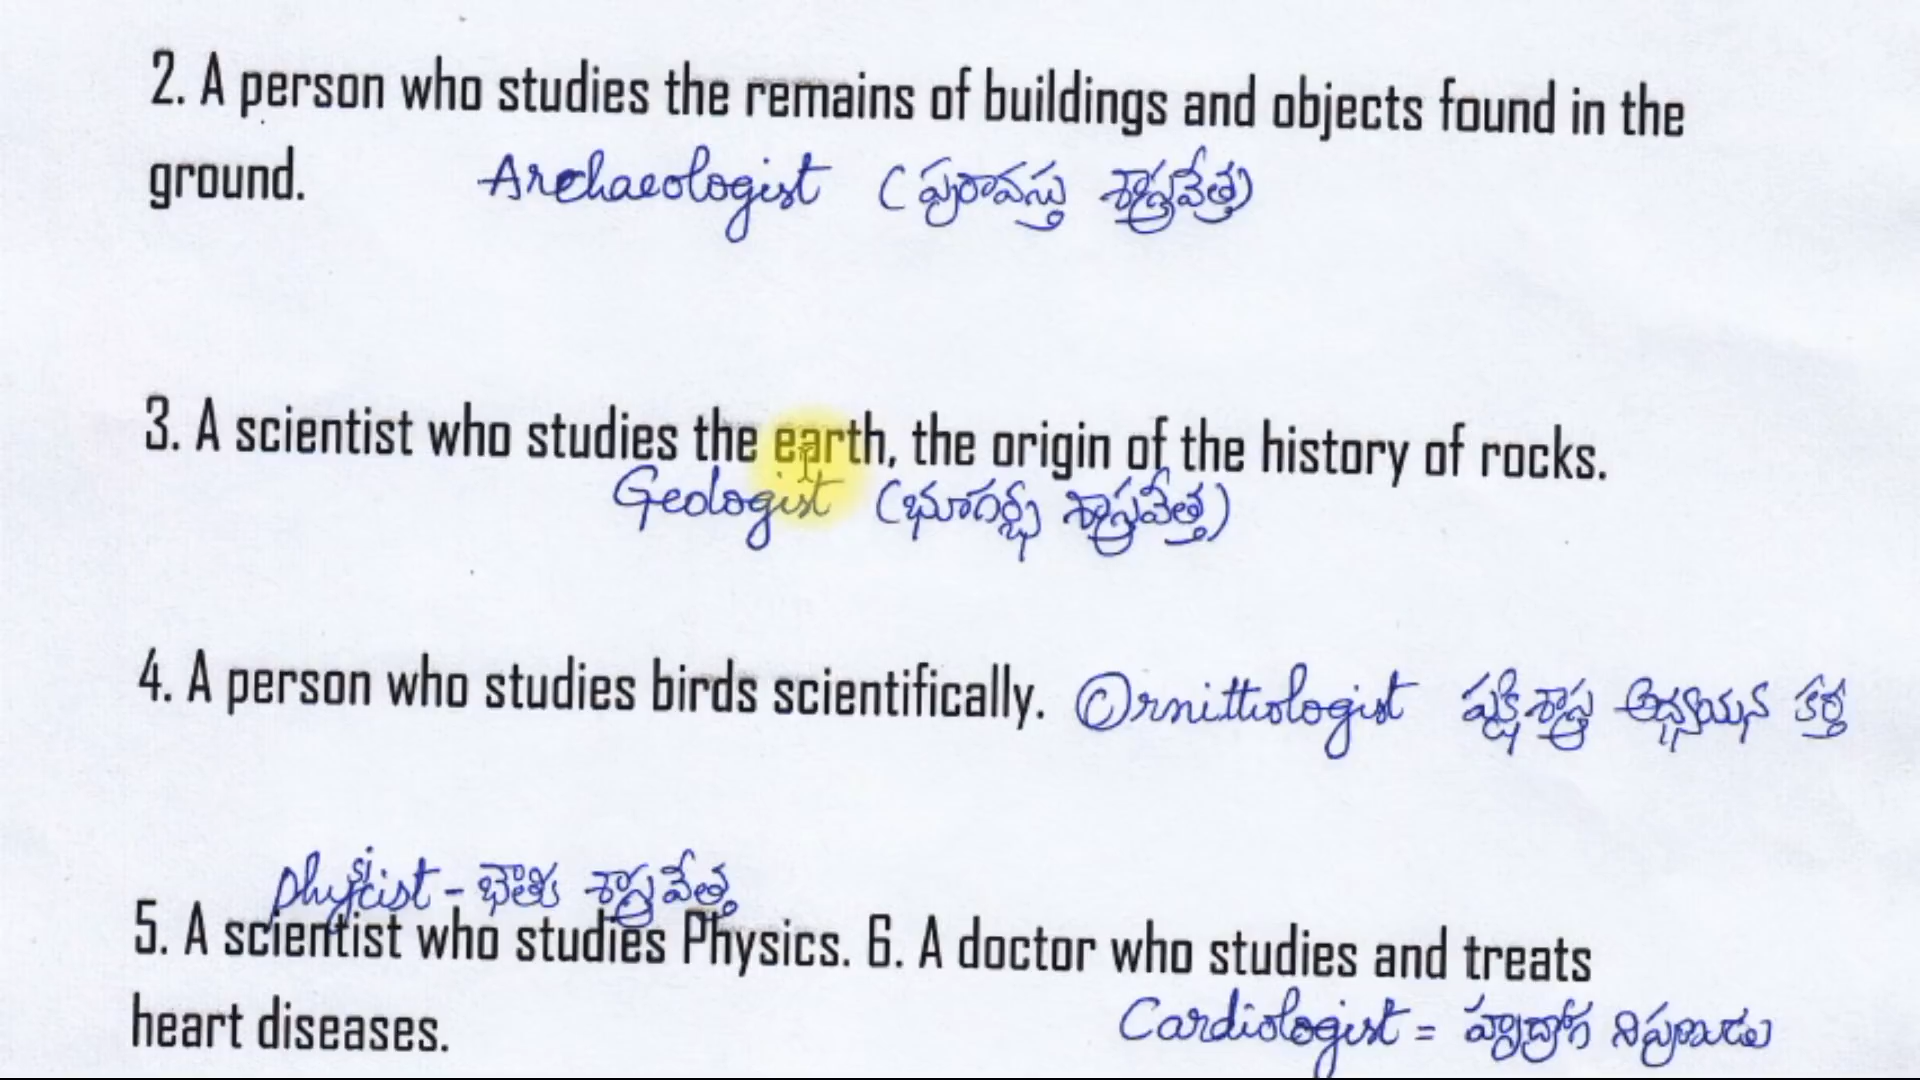 2. A person who studies the remains of buildings and objects found in the
ground. Archaeologist (పురావస్తు శాస్త్రవేత్త)
3. A scientist who studies the earth, the origin of the history of rocks.
Geologist (భూగర్భ శాస్త్రవేత్త)
4. A person who studies birds scientifically. Ornithologist పక్షిశాస్త్ర అధ్యయన కర్త
physicist - భౌతిక శాస్త్రవేత్త
5. A scientist who studies Physics. 6. A doctor who studies and treats
heart diseases. Cardiologist = హృద్రోగ నిపుణుడు